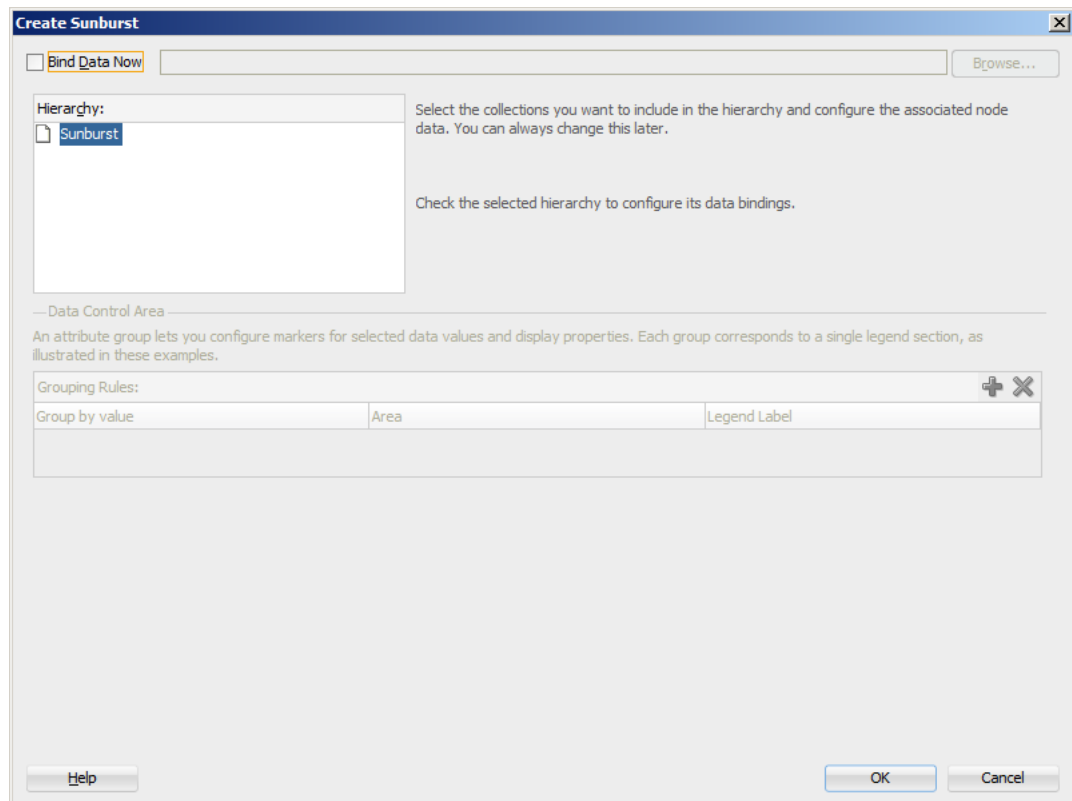 Create Sunburst
Bind Data Now
Browse...
Hierarchy:
Sunburst
Select the collections you want to include in the hierarchy and configure the associated node
data. You can always change this later.
Check the selected hierarchy to configure its data bindings.
Data Control Area
An attribute group lets you configure markers for selected data values and display properties. Each group corresponds to a single legend section, as
illustrated in these examples.
Grouping Rules:
Group by value Area Legend Label
Help OK Cancel